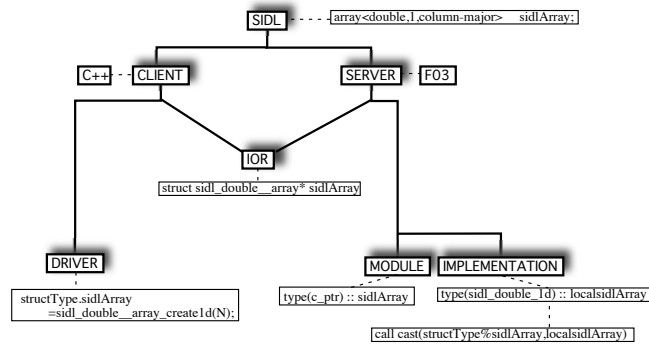 SIDL
array<double,1,column-major> sidlArray;
C++
CLIENT
SERVER
F03
IOR
struct sidl_double__array* sidlArray
DRIVER
MODULE
IMPLEMENTATION
structType.sidlArray
=sidl_double__array_create1d(N);
type(c_ptr) :: sidlArray
type(sidl_double_1d) :: localsidlArray
call cast(structType%sidlArray,localsidlArray)